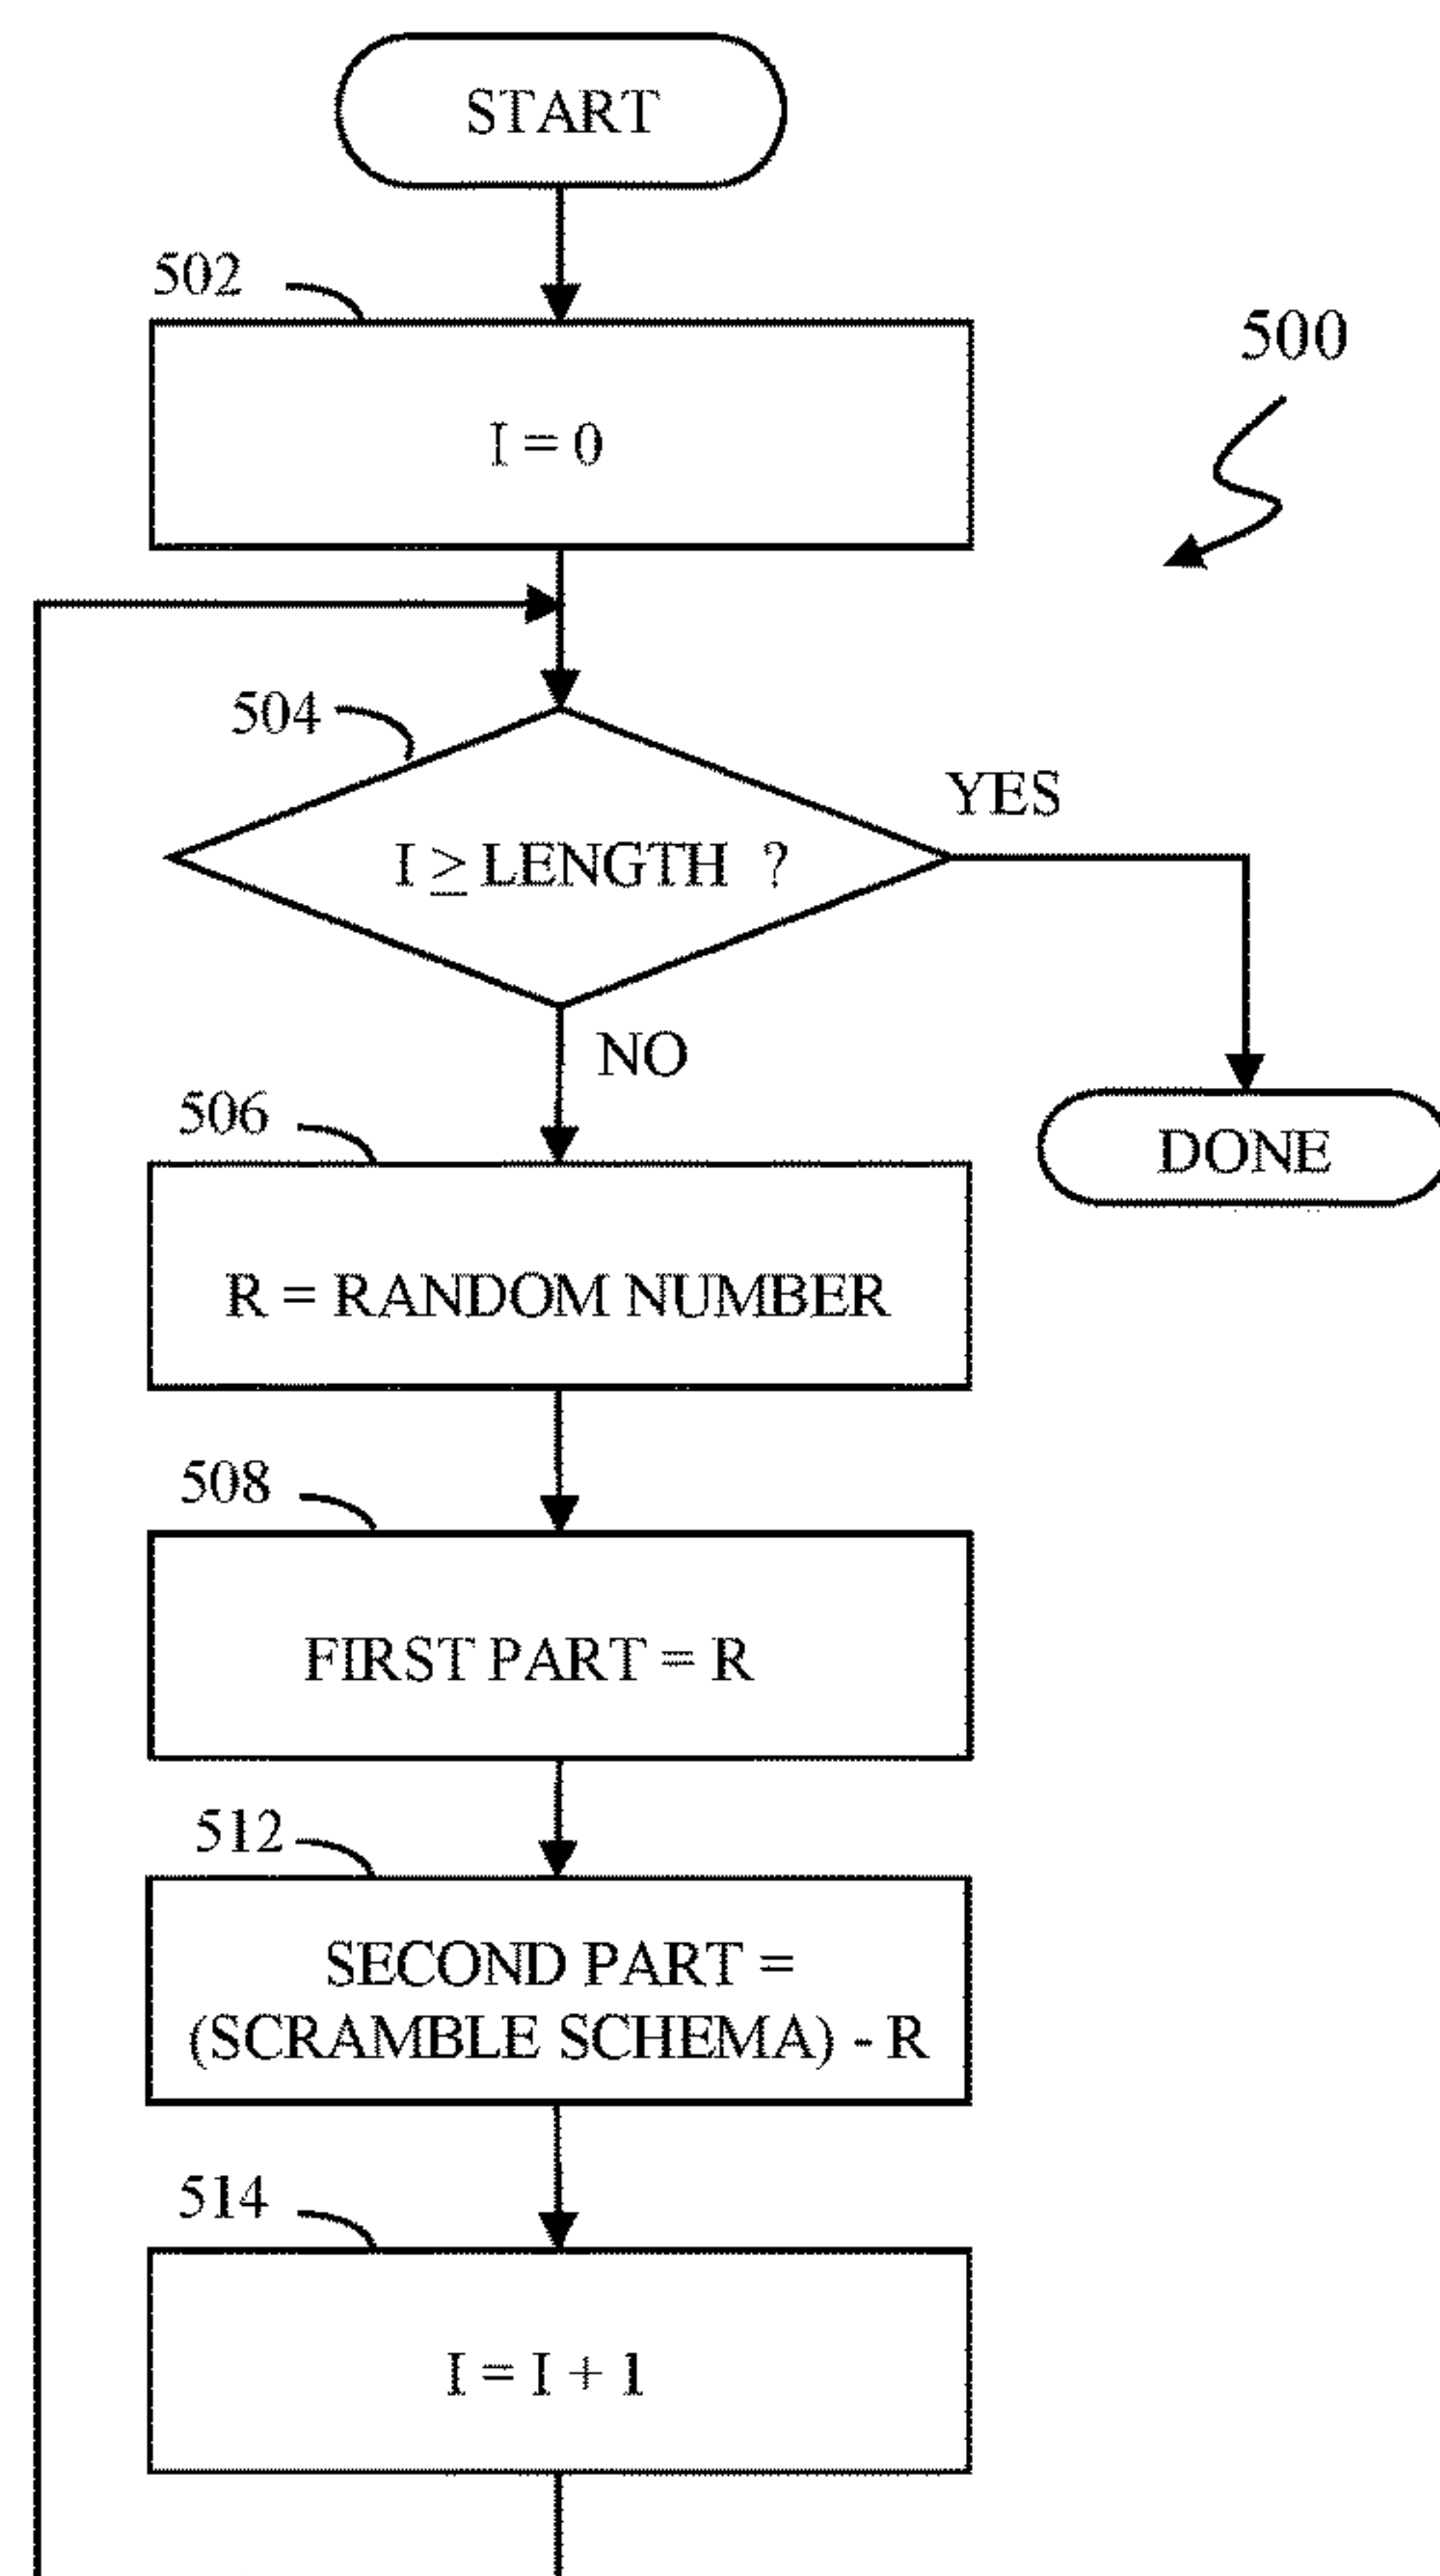 START
502
500
I = 0
504
YES
I ≥ LENGTH ?
NO
506
DONE
R = RANDOM NUMBER
508
FIRST PART = R
512
SECOND PART =
(SCRAMBLE SCHEMA) - R
514
I = I + 1